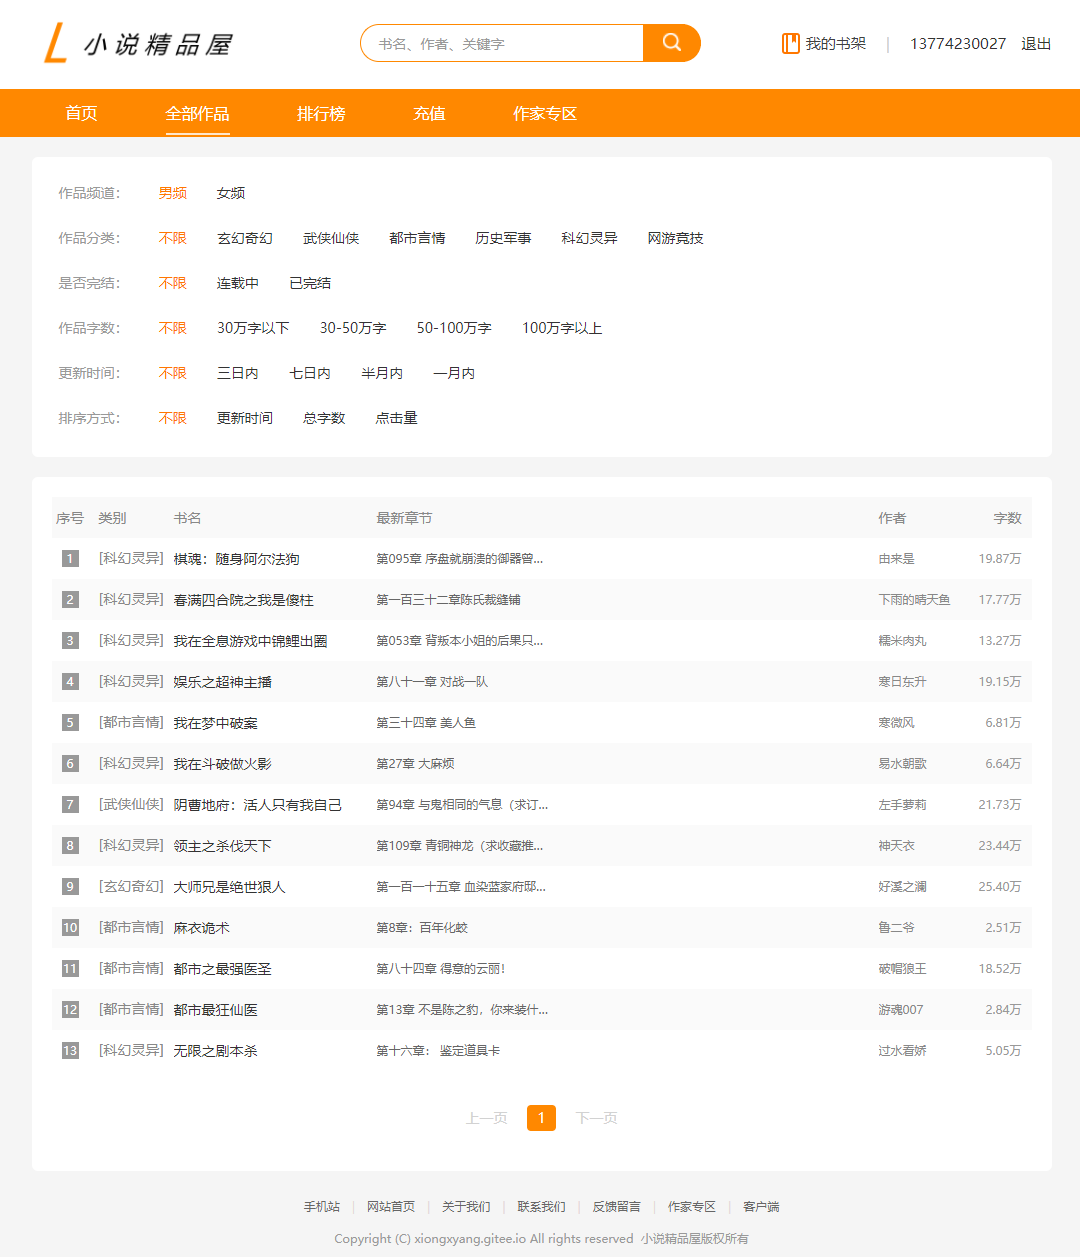 小说精品屋
书名、作者、关键字
我的书架 | 13774230027 退出
首页 全部作品 排行榜 充值 作家专区
作品频道： 男频 女频
作品分类： 不限 玄幻奇幻 武侠仙侠 都市言情 历史军事 科幻灵异 网游竞技
是否完结： 不限 连载中 已完结
作品字数： 不限 30万字以下 30-50万字 50-100万字 100万字以上
更新时间： 不限 三日内 七日内 半月内 一月内
排序方式： 不限 更新时间 总字数 点击量
序号 类别 书名 最新章节 作者 字数
1 [科幻灵异] 棋魂：随身阿尔法狗 第095章 序盘就崩溃的御器曾... 由来是 19.87万
2 [科幻灵异] 春满四合院之我是傻柱 第一百三十二章陈氏裁缝铺 下雨的晴天鱼 17.77万
3 [科幻灵异] 我在全息游戏中锦鲤出圈 第053章 背叛本小姐的后果只... 糯米肉丸 13.27万
4 [科幻灵异] 娱乐之超神主播 第八十一章 对战一队 寒日东升 19.15万
5 [都市言情] 我在梦中破案 第三十四章 美人鱼 寒微风 6.81万
6 [科幻灵异] 我在斗破做火影 第27章 大麻烦 易水朝歌 6.64万
7 [武侠仙侠] 阴曹地府：活人只有我自己 第94章 与鬼相同的气息（求订... 左手萝莉 21.73万
8 [科幻灵异] 领主之杀伐天下 第109章 青铜神龙（求收藏推... 神天衣 23.44万
9 [玄幻奇幻] 大师兄是绝世狠人 第一百一十五章 血染蓝家府邸... 好溪之澜 25.40万
10 [都市言情] 麻衣诡术 第8章：百年化蛟 鲁二爷 2.51万
11 [都市言情] 都市之最强医圣 第八十四章 得意的云丽！ 破帽狼王 18.52万
12 [都市言情] 都市最狂仙医 第13章 不是陈之豹，你来装什... 游魂007 2.84万
13 [科幻灵异] 无限之剧本杀 第十六章： 鉴定道具卡 过水看娇 5.05万
上一页 1 下一页
手机站 | 网站首页 | 关于我们 | 联系我们 | 反馈留言 | 作家专区 | 客户端
Copyright (C) xiongxyang.gitee.io All rights reserved 小说精品屋版权所有